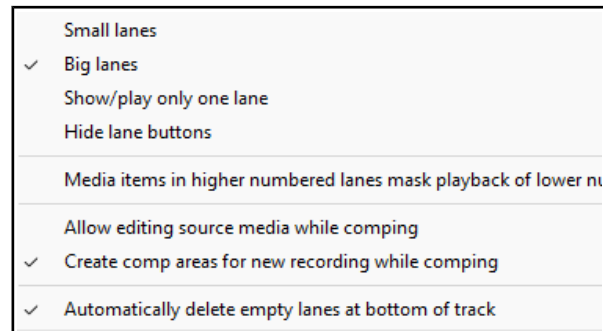 Small lanes
Big lanes
Show/play only one lane
Hide lane buttons
Media items in higher numbered lanes mask playback of lower
Allow editing source media while comping
Create comp areas for new recording while comping
Automatically delete empty lanes at bottom of track